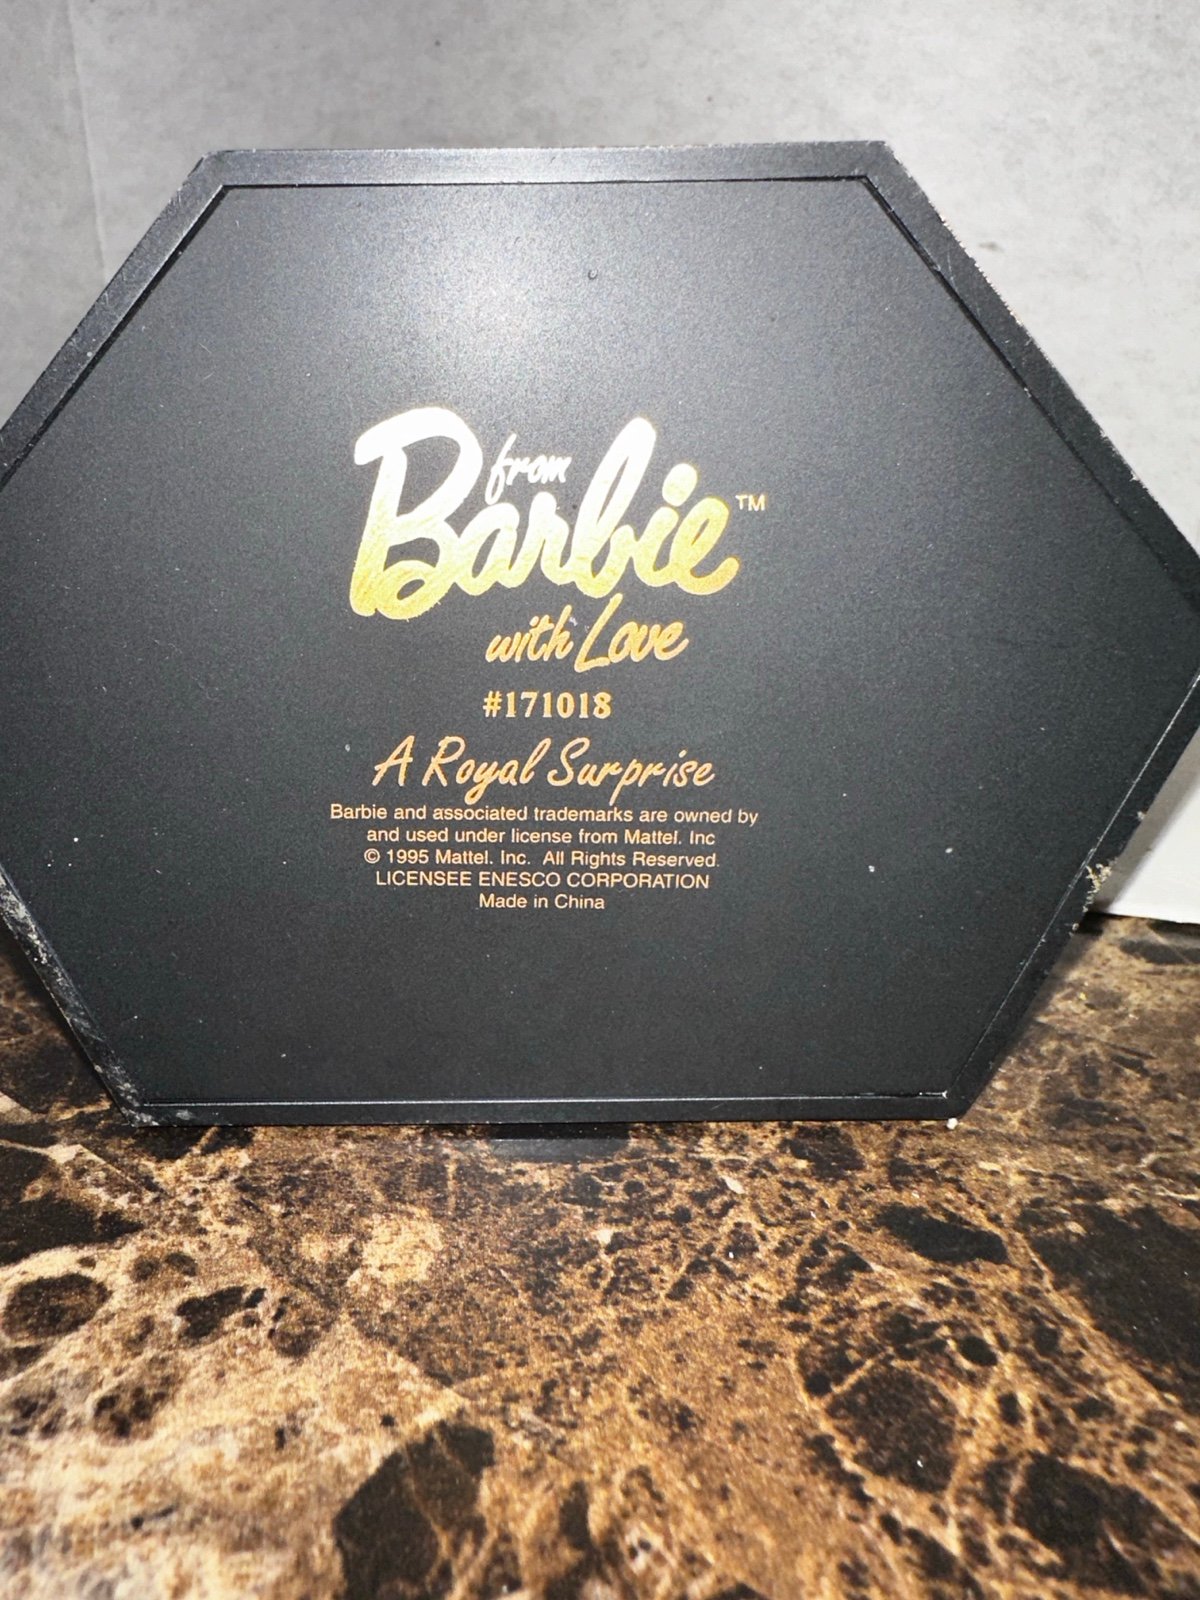 from
Barbie™
with Love
#171018
A Royal Surprise
Barbie and associated trademarks are owned by
and used under license from Mattel. Inc
© 1995 Mattel. Inc. All Rights Reserved.
LICENSEE ENESCO CORPORATION
Made in China